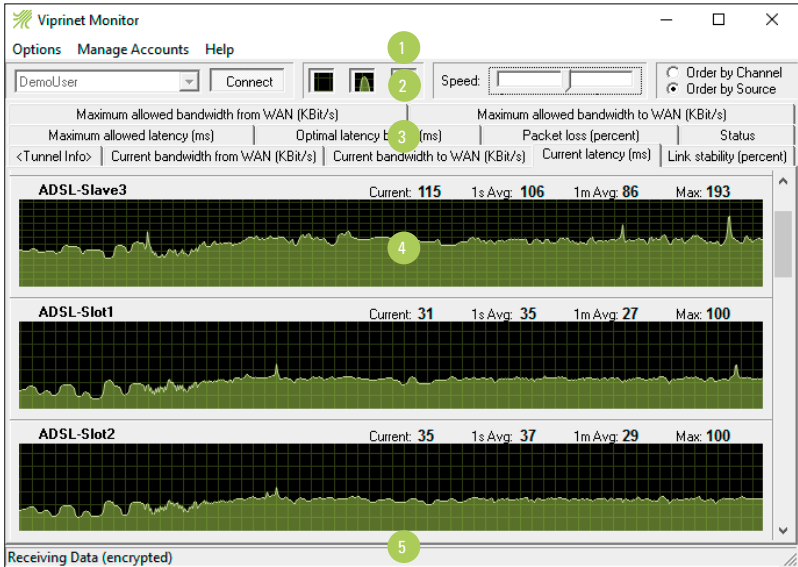 Viprinet Monitor
Options Manage Accounts Help
1
DemoUser Connect
2
Speed:
Order by Channel
Order by Source
Maximum allowed bandwidth from WAN (KBit/s) Maximum allowed bandwidth to WAN (KBit/s)
Maximum allowed latency (ms) Optimal latency (ms) Packet loss (percent) Status
3
<Tunnel Info> Current bandwidth from WAN (KBit/s) Current bandwidth to WAN (KBit/s) Current latency (ms) Link stability (percent)
ADSL-Slave3 Current: 115 1s Avg: 106 1m Avg: 86 Max: 193
4
ADSL-Slot1 Current: 31 1s Avg: 35 1m Avg: 27 Max: 100
ADSL-Slot2 Current: 35 1s Avg: 37 1m Avg: 29 Max: 100
5
Receiving Data (encrypted)